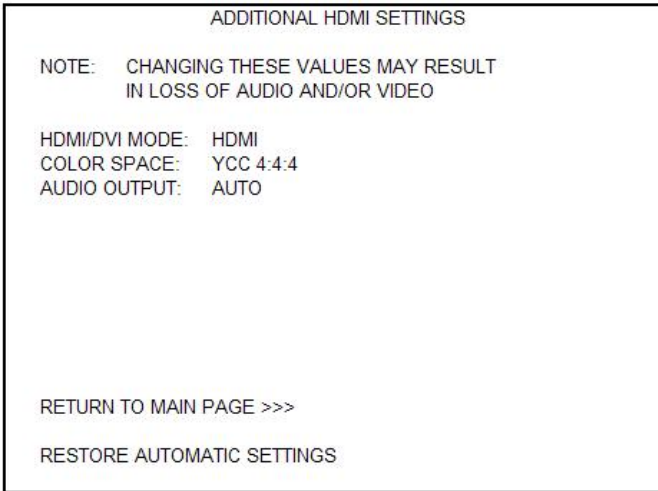 ADDITIONAL HDMI SETTINGS
NOTE: CHANGING THESE VALUES MAY RESULT
IN LOSS OF AUDIO AND/OR VIDEO
HDMI/DVI MODE: HDMI
COLOR SPACE: YCC 4:4:4
AUDIO OUTPUT: AUTO
RETURN TO MAIN PAGE >>>
RESTORE AUTOMATIC SETTINGS